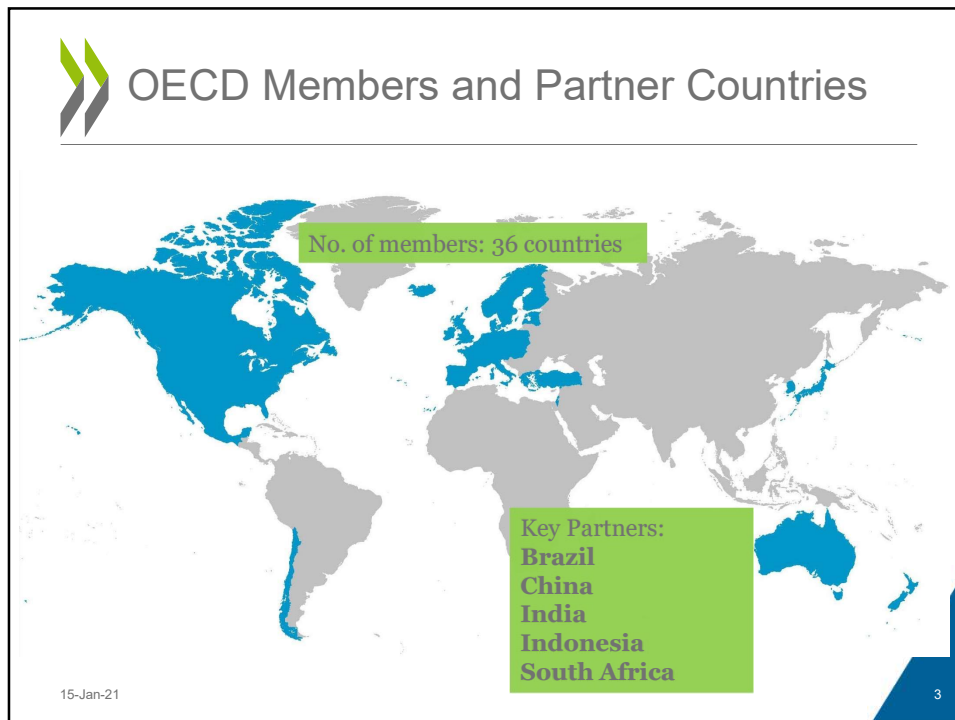 OECD Members and Partner Countries
No. of members: 36 countries
Key Partners:
Brazil
China
India
Indonesia
South Africa
15-Jan-21
3